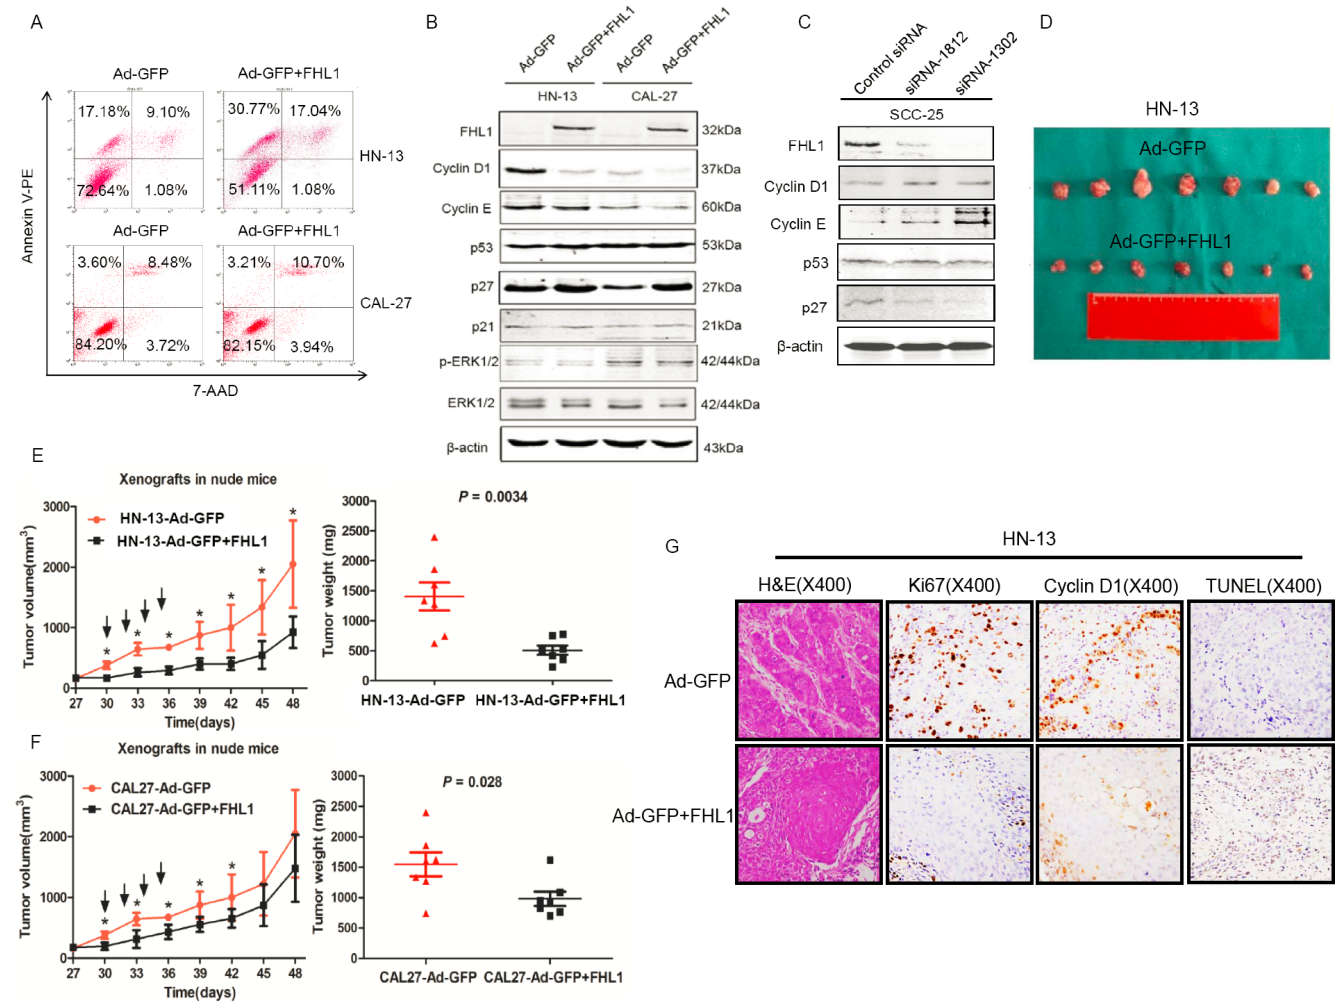 A
Ad-GFP
Ad-GFP+FHL1
17.18%
9.10%
30.77%
17.04%
72.64%
1.08%
51.11%
1.08%
HN-13
Ad-GFP
Ad-GFP+FHL1
3.60%
8.48%
3.21%
10.70%
84.20%
3.72%
82.15%
3.94%
CAL-27
Annexin V-PE
7-AAD
B
Ad-GFP
Ad-GFP+FHL1
Ad-GFP
Ad-GFP+FHL1
HN-13
CAL-27
FHL1
32kDa
Cyclin D1
37kDa
Cyclin E
60kDa
p53
53kDa
p27
27kDa
p21
21kDa
p-ERK1/2
42/44kDa
ERK1/2
42/44kDa
β-actin
43kDa
C
Control siRNA
siRNA-1812
siRNA-1302
SCC-25
FHL1
Cyclin D1
Cyclin E
p53
p27
β-actin
D
HN-13
Ad-GFP
Ad-GFP+FHL1
E
Xenografts in nude mice
HN-13-Ad-GFP
HN-13-Ad-GFP+FHL1
Tumor volume(mm3)
3000
2000
1000
0
* * * * * * *
27 30 33 36 39 42 45 48
Time(days)
P = 0.0034
Tumor weight (mg)
3000
2500
2000
1500
1000
500
0
HN-13-Ad-GFP
HN-13-Ad-GFP+FHL1
F
Xenografts in nude mice
CAL27-Ad-GFP
CAL27-Ad-GFP+FHL1
Tumor volume(mm3)
3000
2000
1000
0
* * * * *
27 30 33 36 39 42 45 48
Time(days)
P = 0.028
Tumor weight (mg)
3000
2500
2000
1500
1000
500
0
CAL27-Ad-GFP
CAL27-Ad-GFP+FHL1
G
HN-13
H&E(X400)
Ki67(X400)
Cyclin D1(X400)
TUNEL(X400)
Ad-GFP
Ad-GFP+FHL1